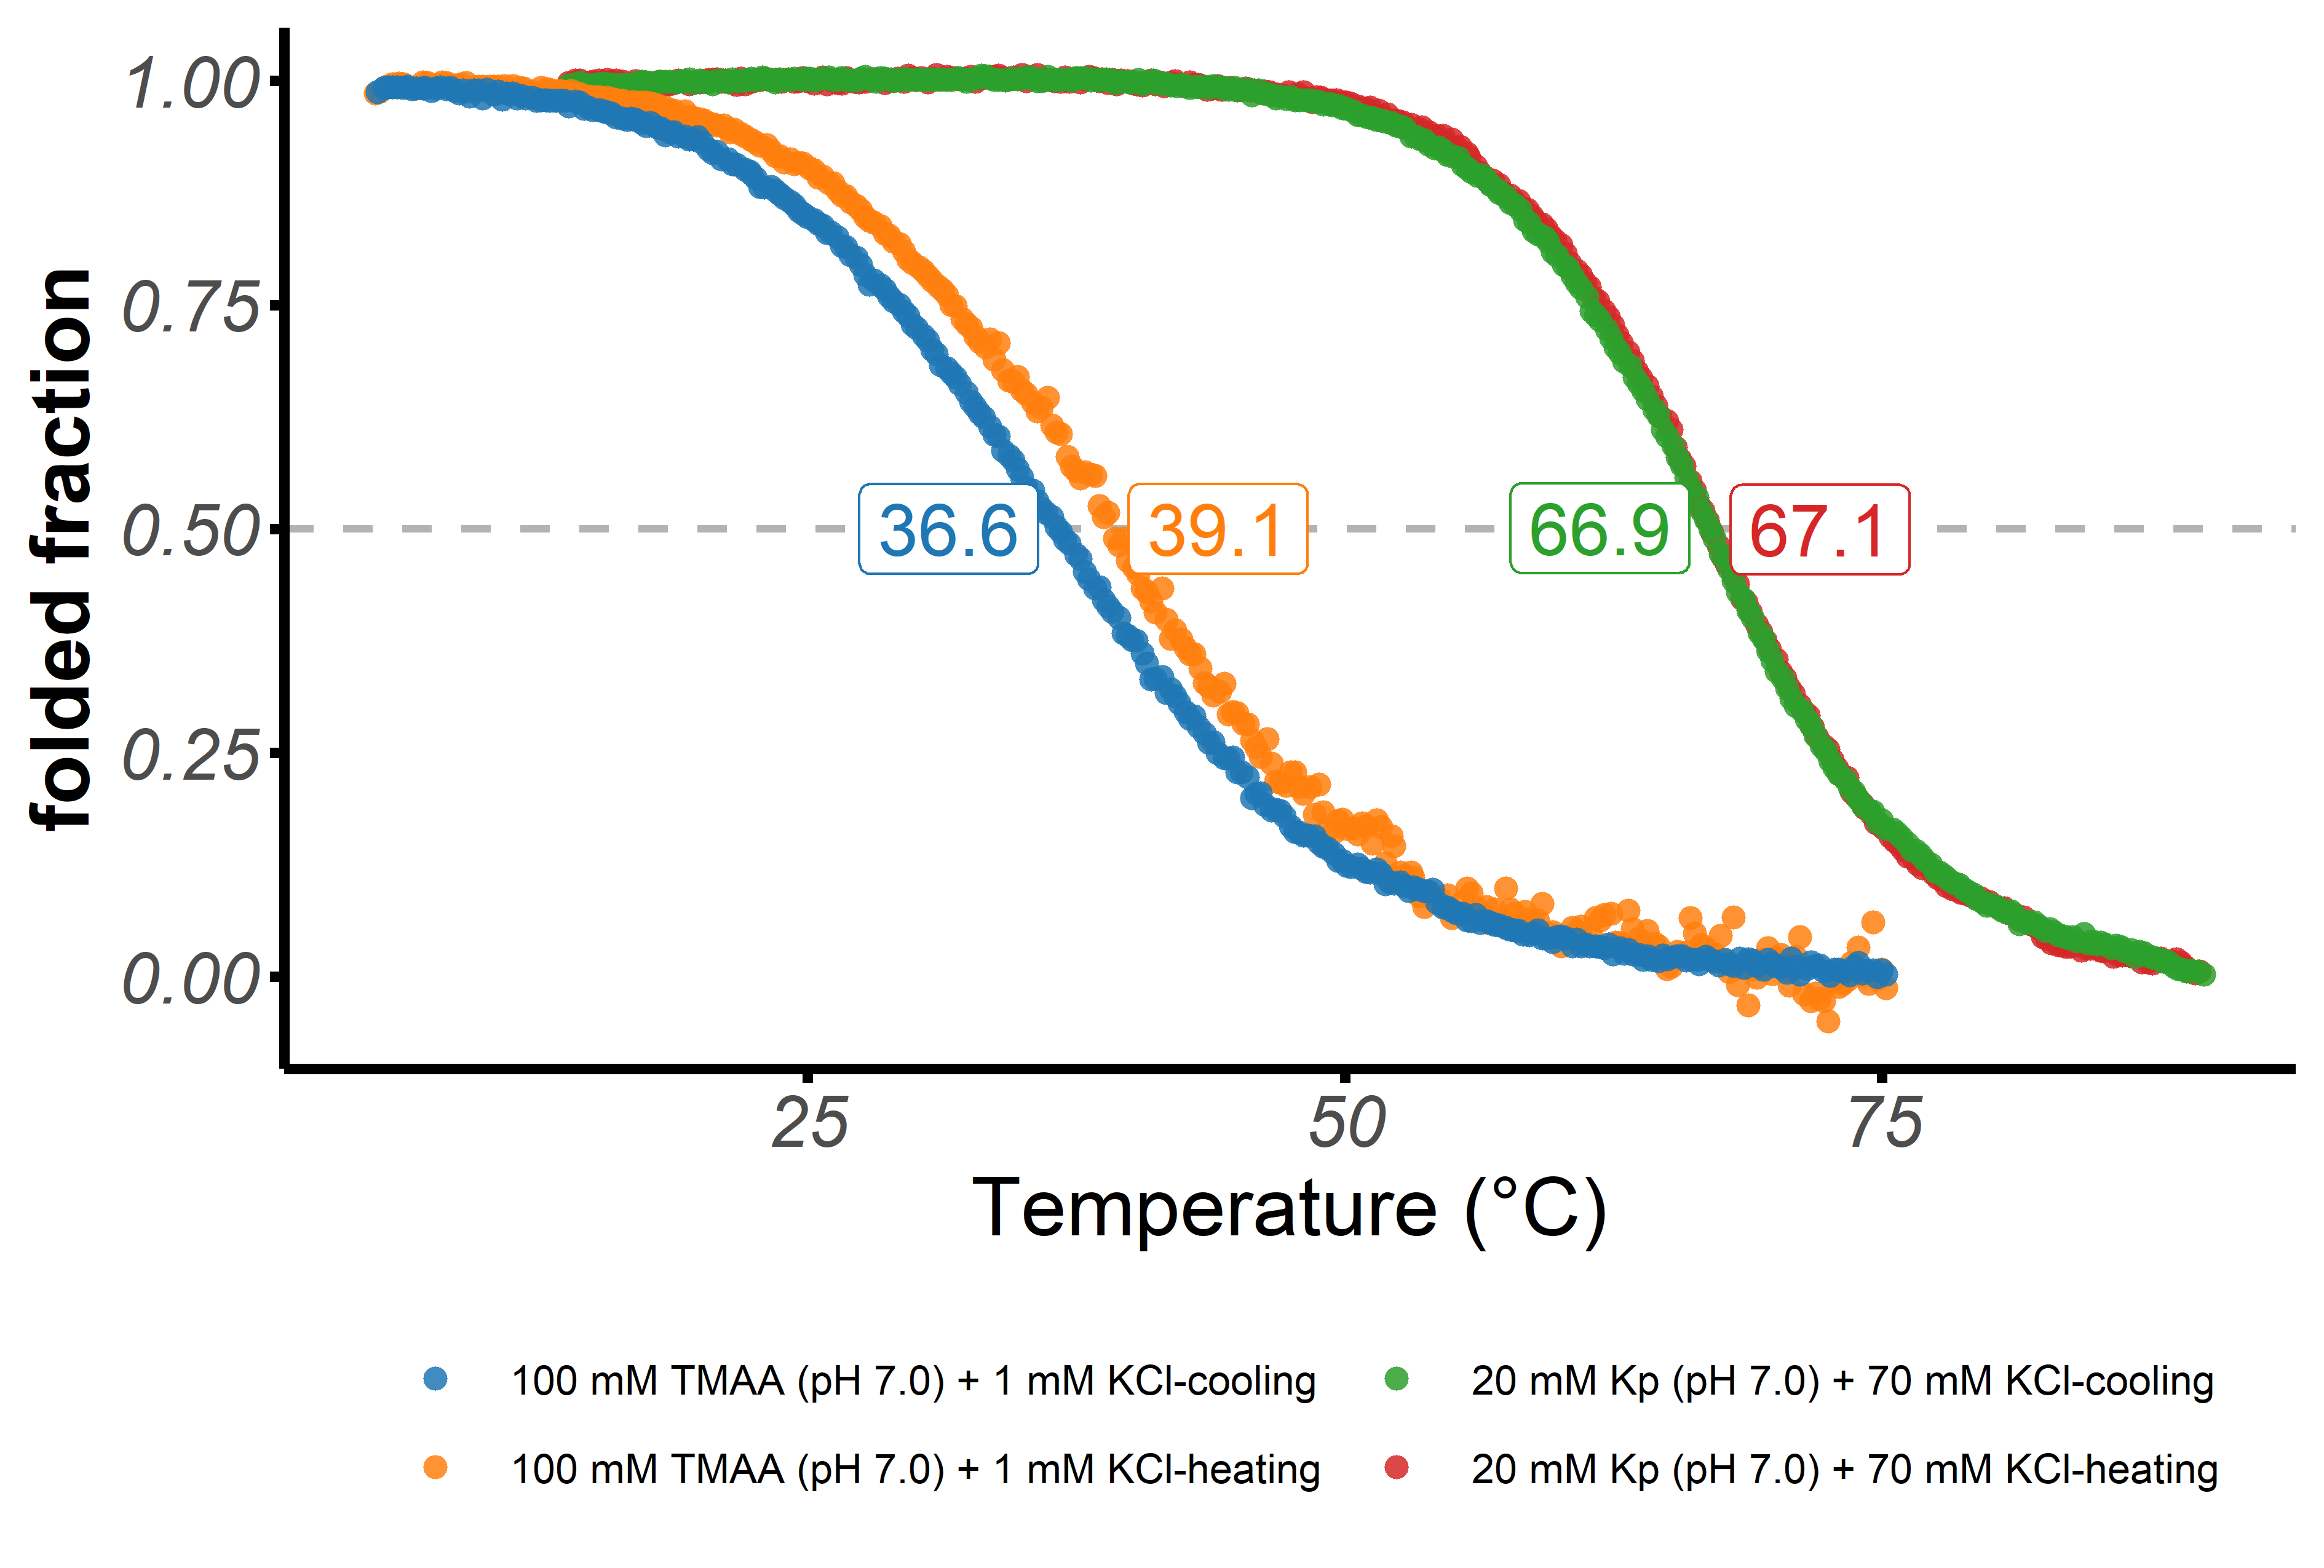 folded fraction
1.00
0.75
0.50
0.25
0.00
36.6
39.1
66.9
67.1
25
50
75
Temperature (°C)
100 mM TMAA (pH 7.0) + 1 mM KCl-cooling
20 mM Kp (pH 7.0) + 70 mM KCl-cooling
100 mM TMAA (pH 7.0) + 1 mM KCl-heating
20 mM Kp (pH 7.0) + 70 mM KCl-heating